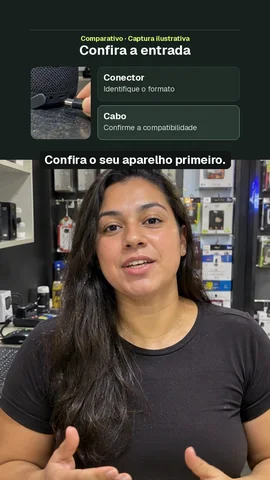 Comparativo · Captura ilustrativa
Confira a entrada
Conector
Identifique o formato
Cabo
Confirme a compatibilidade
Confira o seu aparelho primeiro.